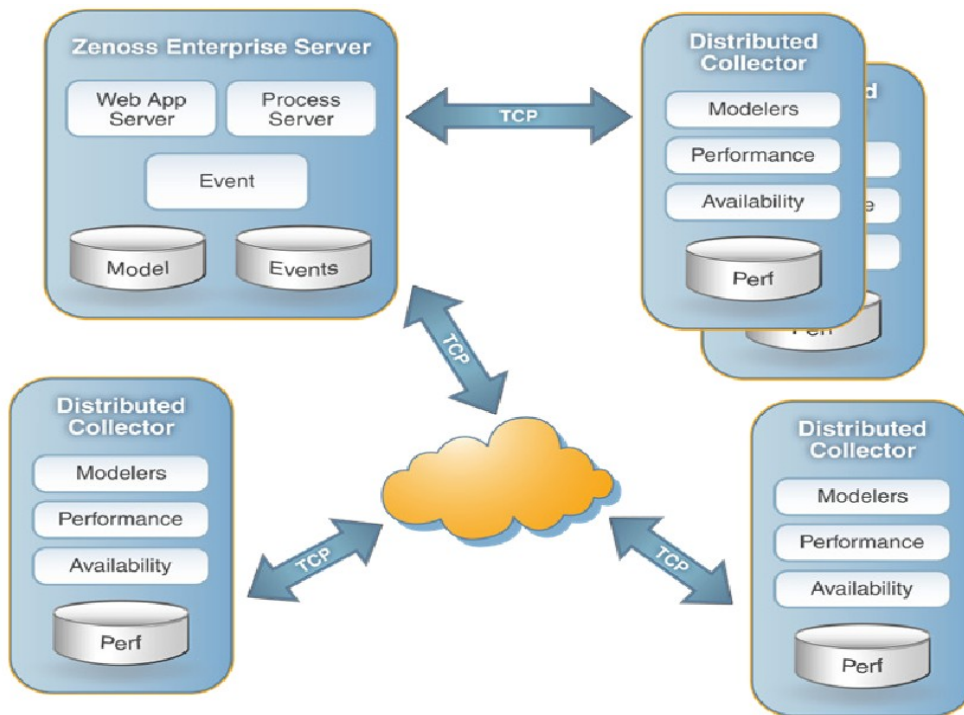 Zenoss Enterprise Server
Web App
Server
Process
Server
Event
Model
Events
TCP
Distributed
Collector
Modelers
Performance
Availability
Perf
TCP
Distributed
Collector
Modelers
Performance
Availability
Perf
TCP
TCP
Distributed
Collector
Modelers
Performance
Availability
Perf